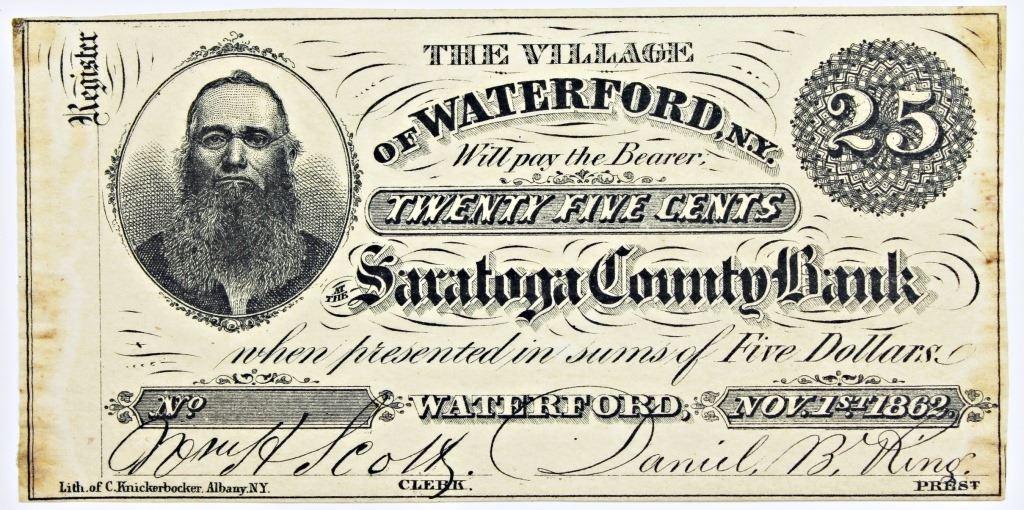 Register
THE VILLAGE
OF WATERFORD, N.Y.
25
Will pay the Bearer,
TWENTY FIVE CENTS
AT THE Saratoga County Bank
when presented in sums of Five Dollars.
No
WATERFORD,
NOV. 1ST 1862.
Wm H Scott.
Daniel, B, King.
CLERK.
PREST
Lith. of C. Knickerbocker. Albany. N.Y.